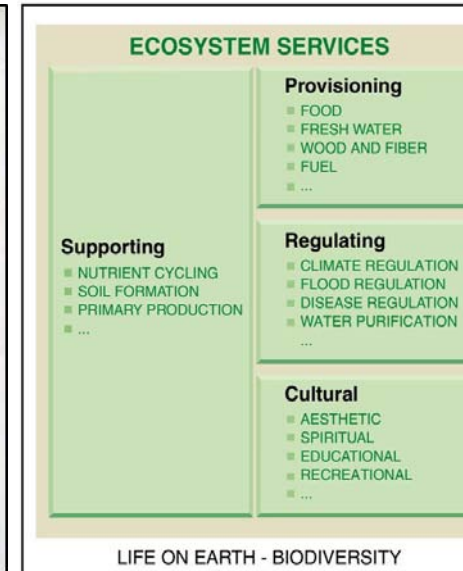 ECOSYSTEM SERVICES
Supporting
NUTRIENT CYCLING
SOIL FORMATION
PRIMARY PRODUCTION
...
Provisioning
FOOD
FRESH WATER
WOOD AND FIBER
FUEL
...
Regulating
CLIMATE REGULATION
FLOOD REGULATION
DISEASE REGULATION
WATER PURIFICATION
...
Cultural
AESTHETIC
SPIRITUAL
EDUCATIONAL
RECREATIONAL
...
LIFE ON EARTH - BIODIVERSITY